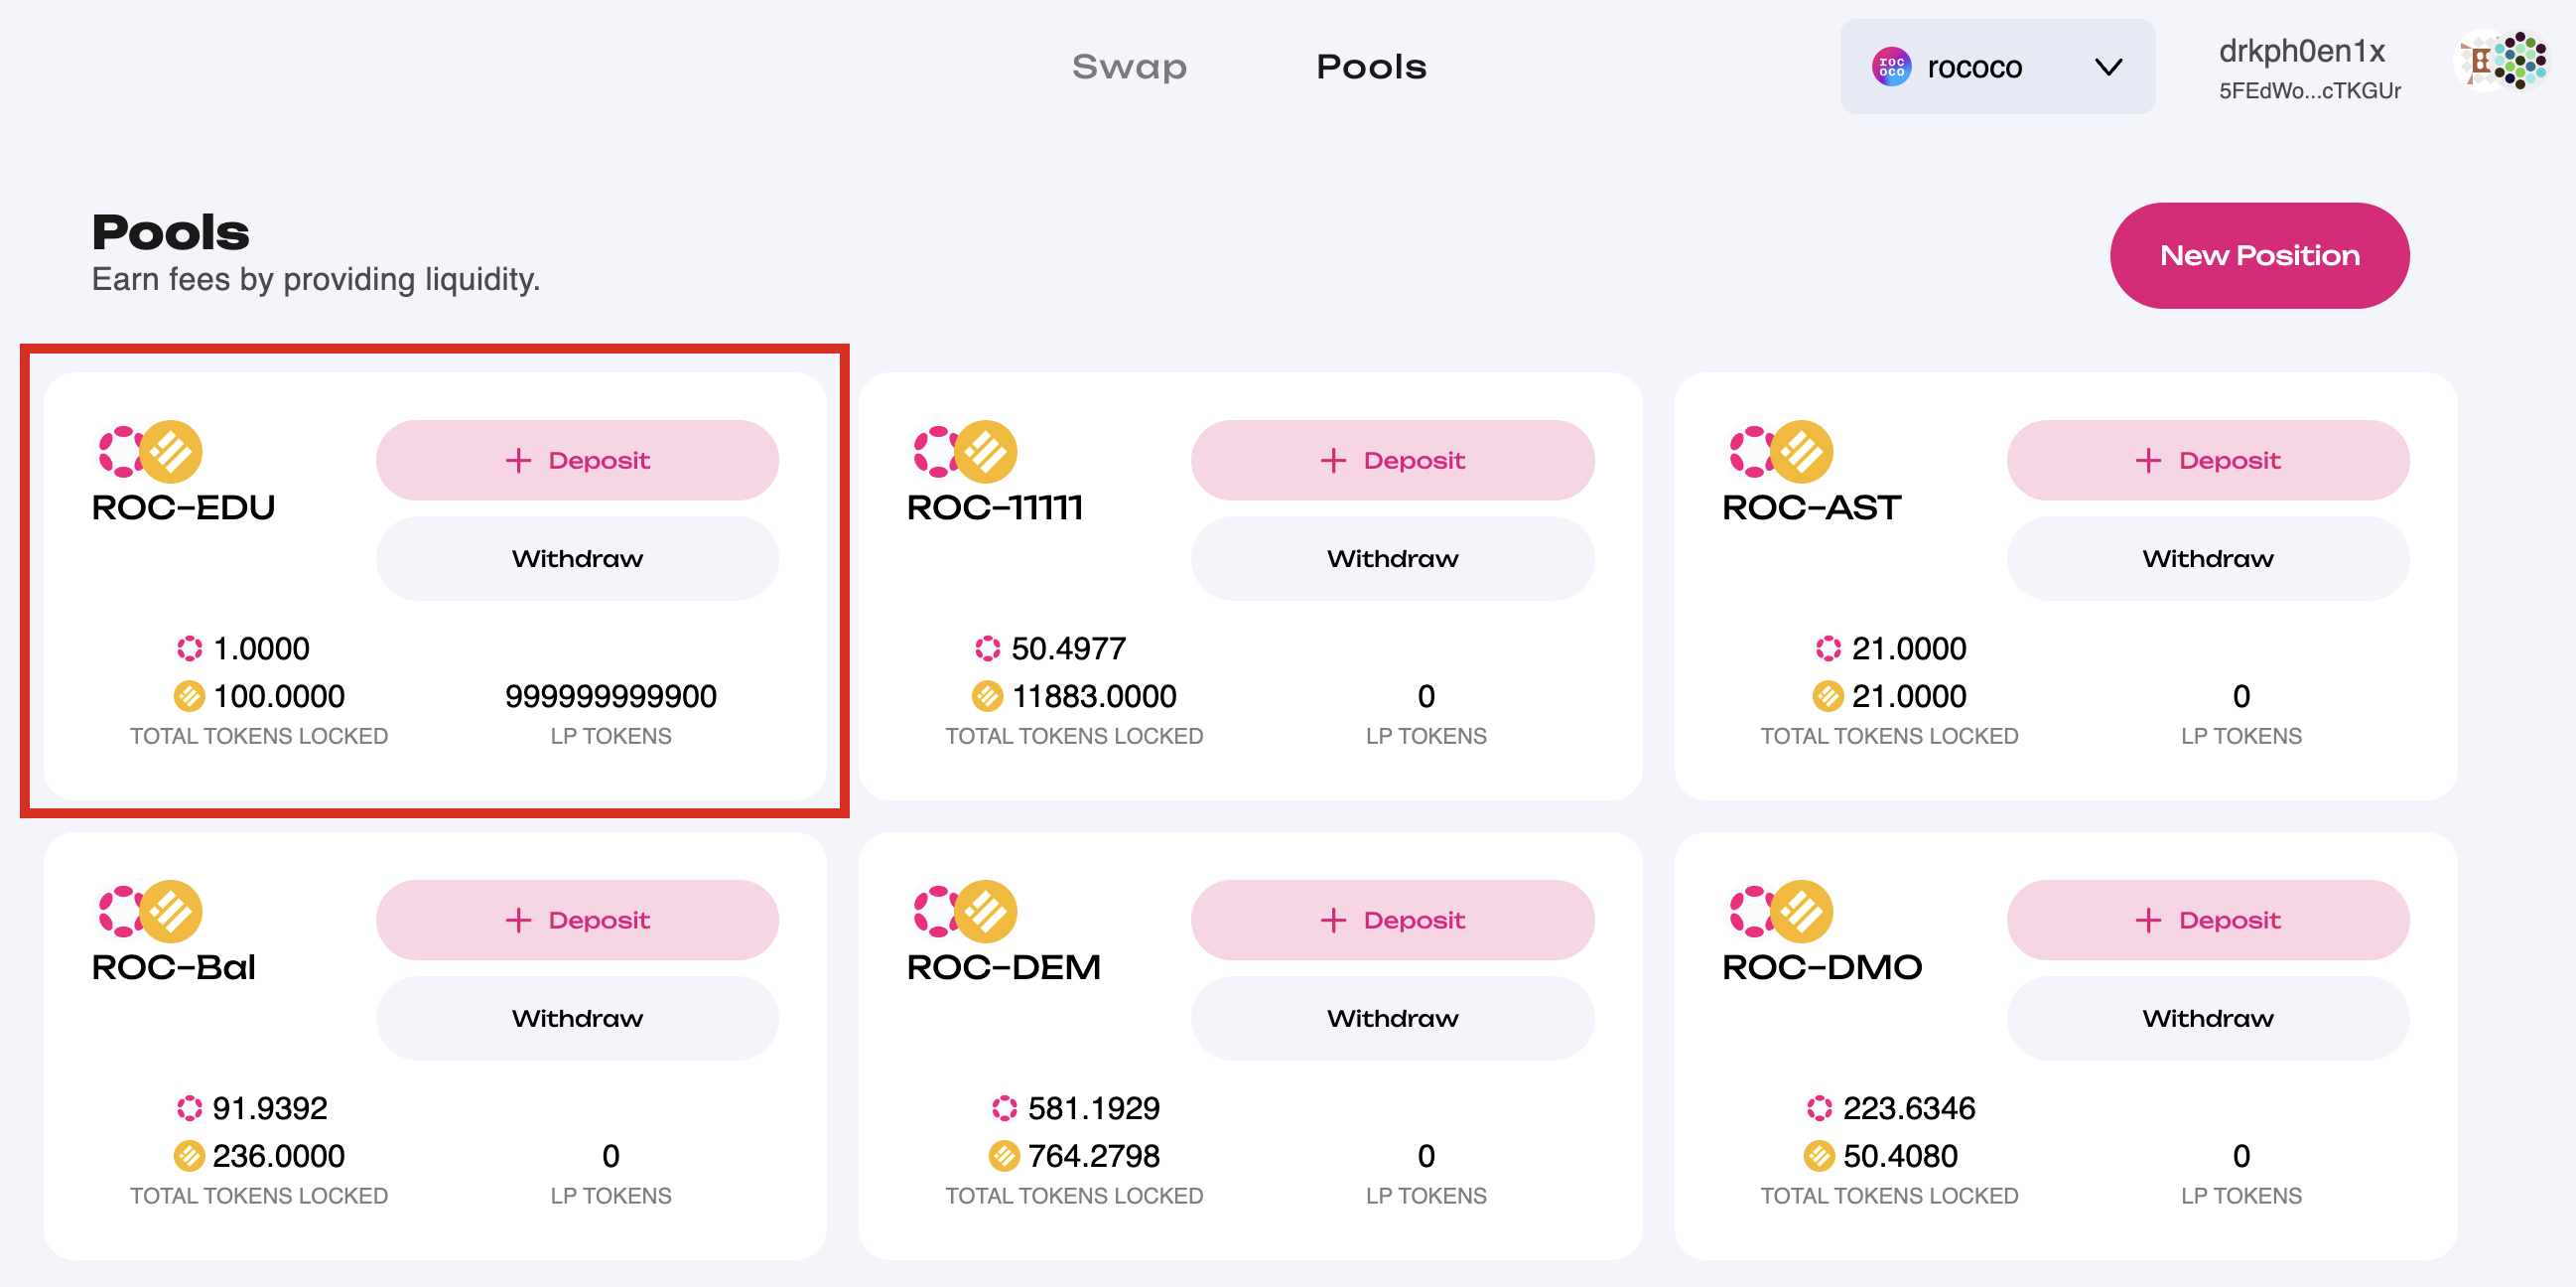 Swap
Pools
roc
oco
rococo
drkph0en1x
5FEdWo...cTKGUr
Pools
Earn fees by providing liquidity.
New Position
ROC-EDU
+ Deposit
Withdraw
1.0000
100.0000
TOTAL TOKENS LOCKED
999999999900
LP TOKENS
ROC-11111
+ Deposit
Withdraw
50.4977
11883.0000
TOTAL TOKENS LOCKED
0
LP TOKENS
ROC-AST
+ Deposit
Withdraw
21.0000
21.0000
TOTAL TOKENS LOCKED
0
LP TOKENS
ROC-Bal
+ Deposit
Withdraw
91.9392
236.0000
TOTAL TOKENS LOCKED
0
LP TOKENS
ROC-DEM
+ Deposit
Withdraw
581.1929
764.2798
TOTAL TOKENS LOCKED
0
LP TOKENS
ROC-DMO
+ Deposit
Withdraw
223.6346
50.4080
TOTAL TOKENS LOCKED
0
LP TOKENS